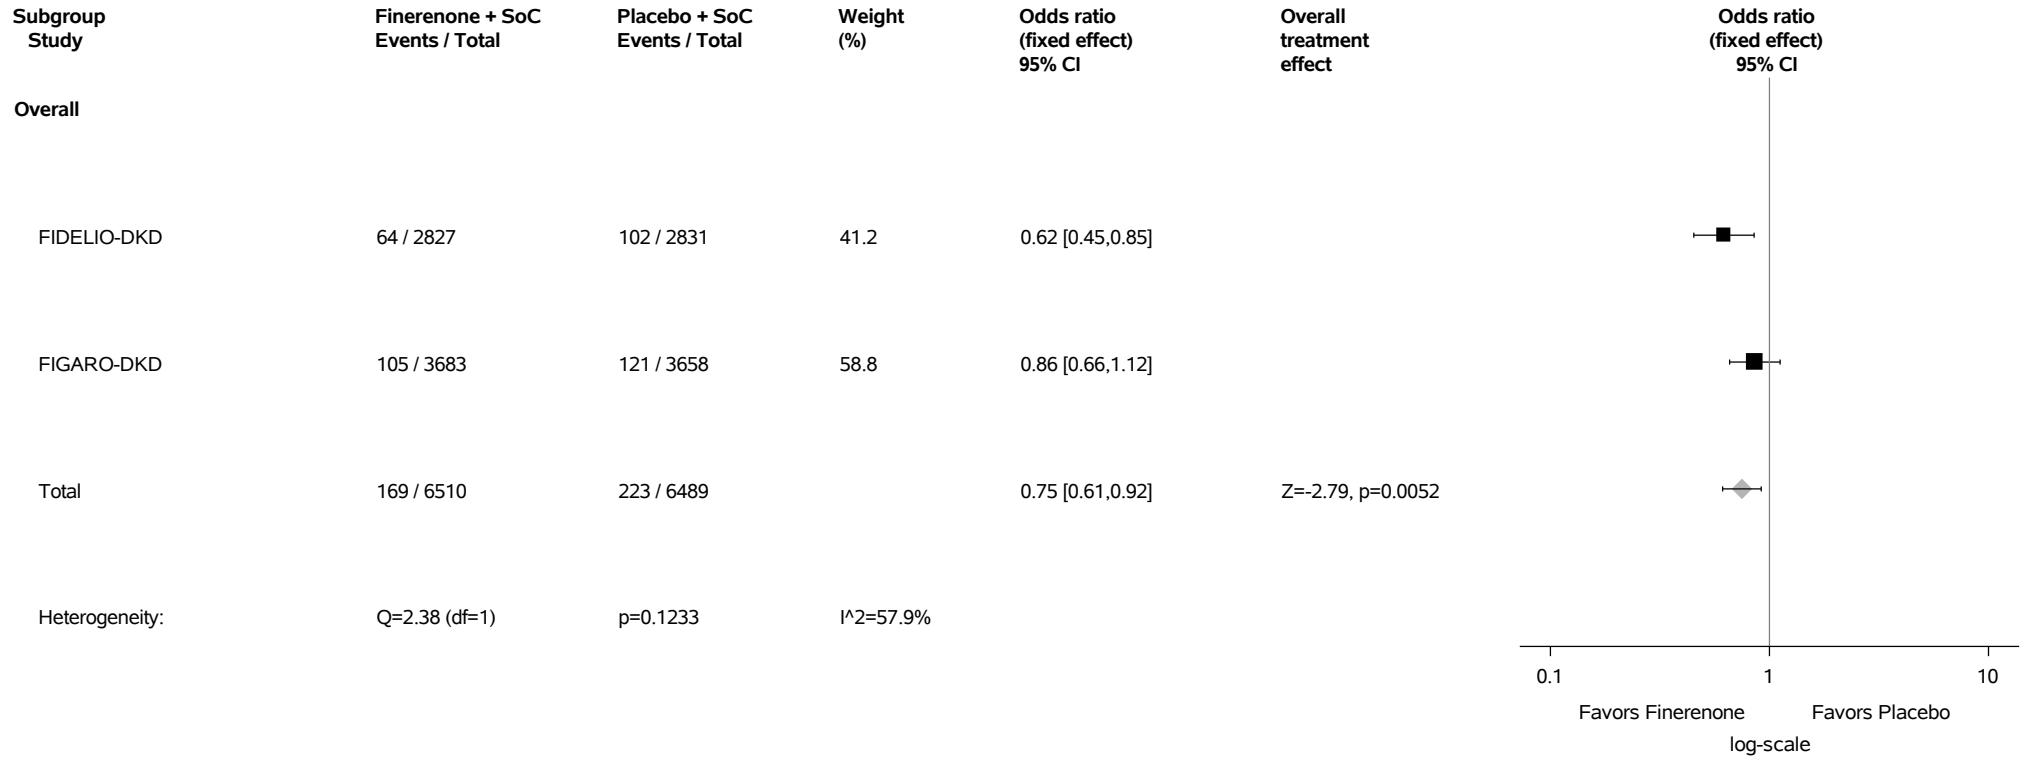 Subgroup Finerenone + SoC Placebo + SoC Weight Odds ratio Overall Odds ratio
Study Events / Total Events / Total (%) (fixed effect) treatment (fixed effect)
95% CI effect 95% CI
Overall
FIDELIO-DKD 64 / 2827 102 / 2831 41.2 0.62 [0.45,0.85]
FIGARO-DKD 105 / 3683 121 / 3658 58.8 0.86 [0.66,1.12]
Total 169 / 6510 223 / 6489 0.75 [0.61,0.92] Z=-2.79, p=0.0052
Heterogeneity: Q=2.38 (df=1) p=0.1233 I^2=57.9%
0.1 1 10
Favors Finerenone Favors Placebo
log-scale